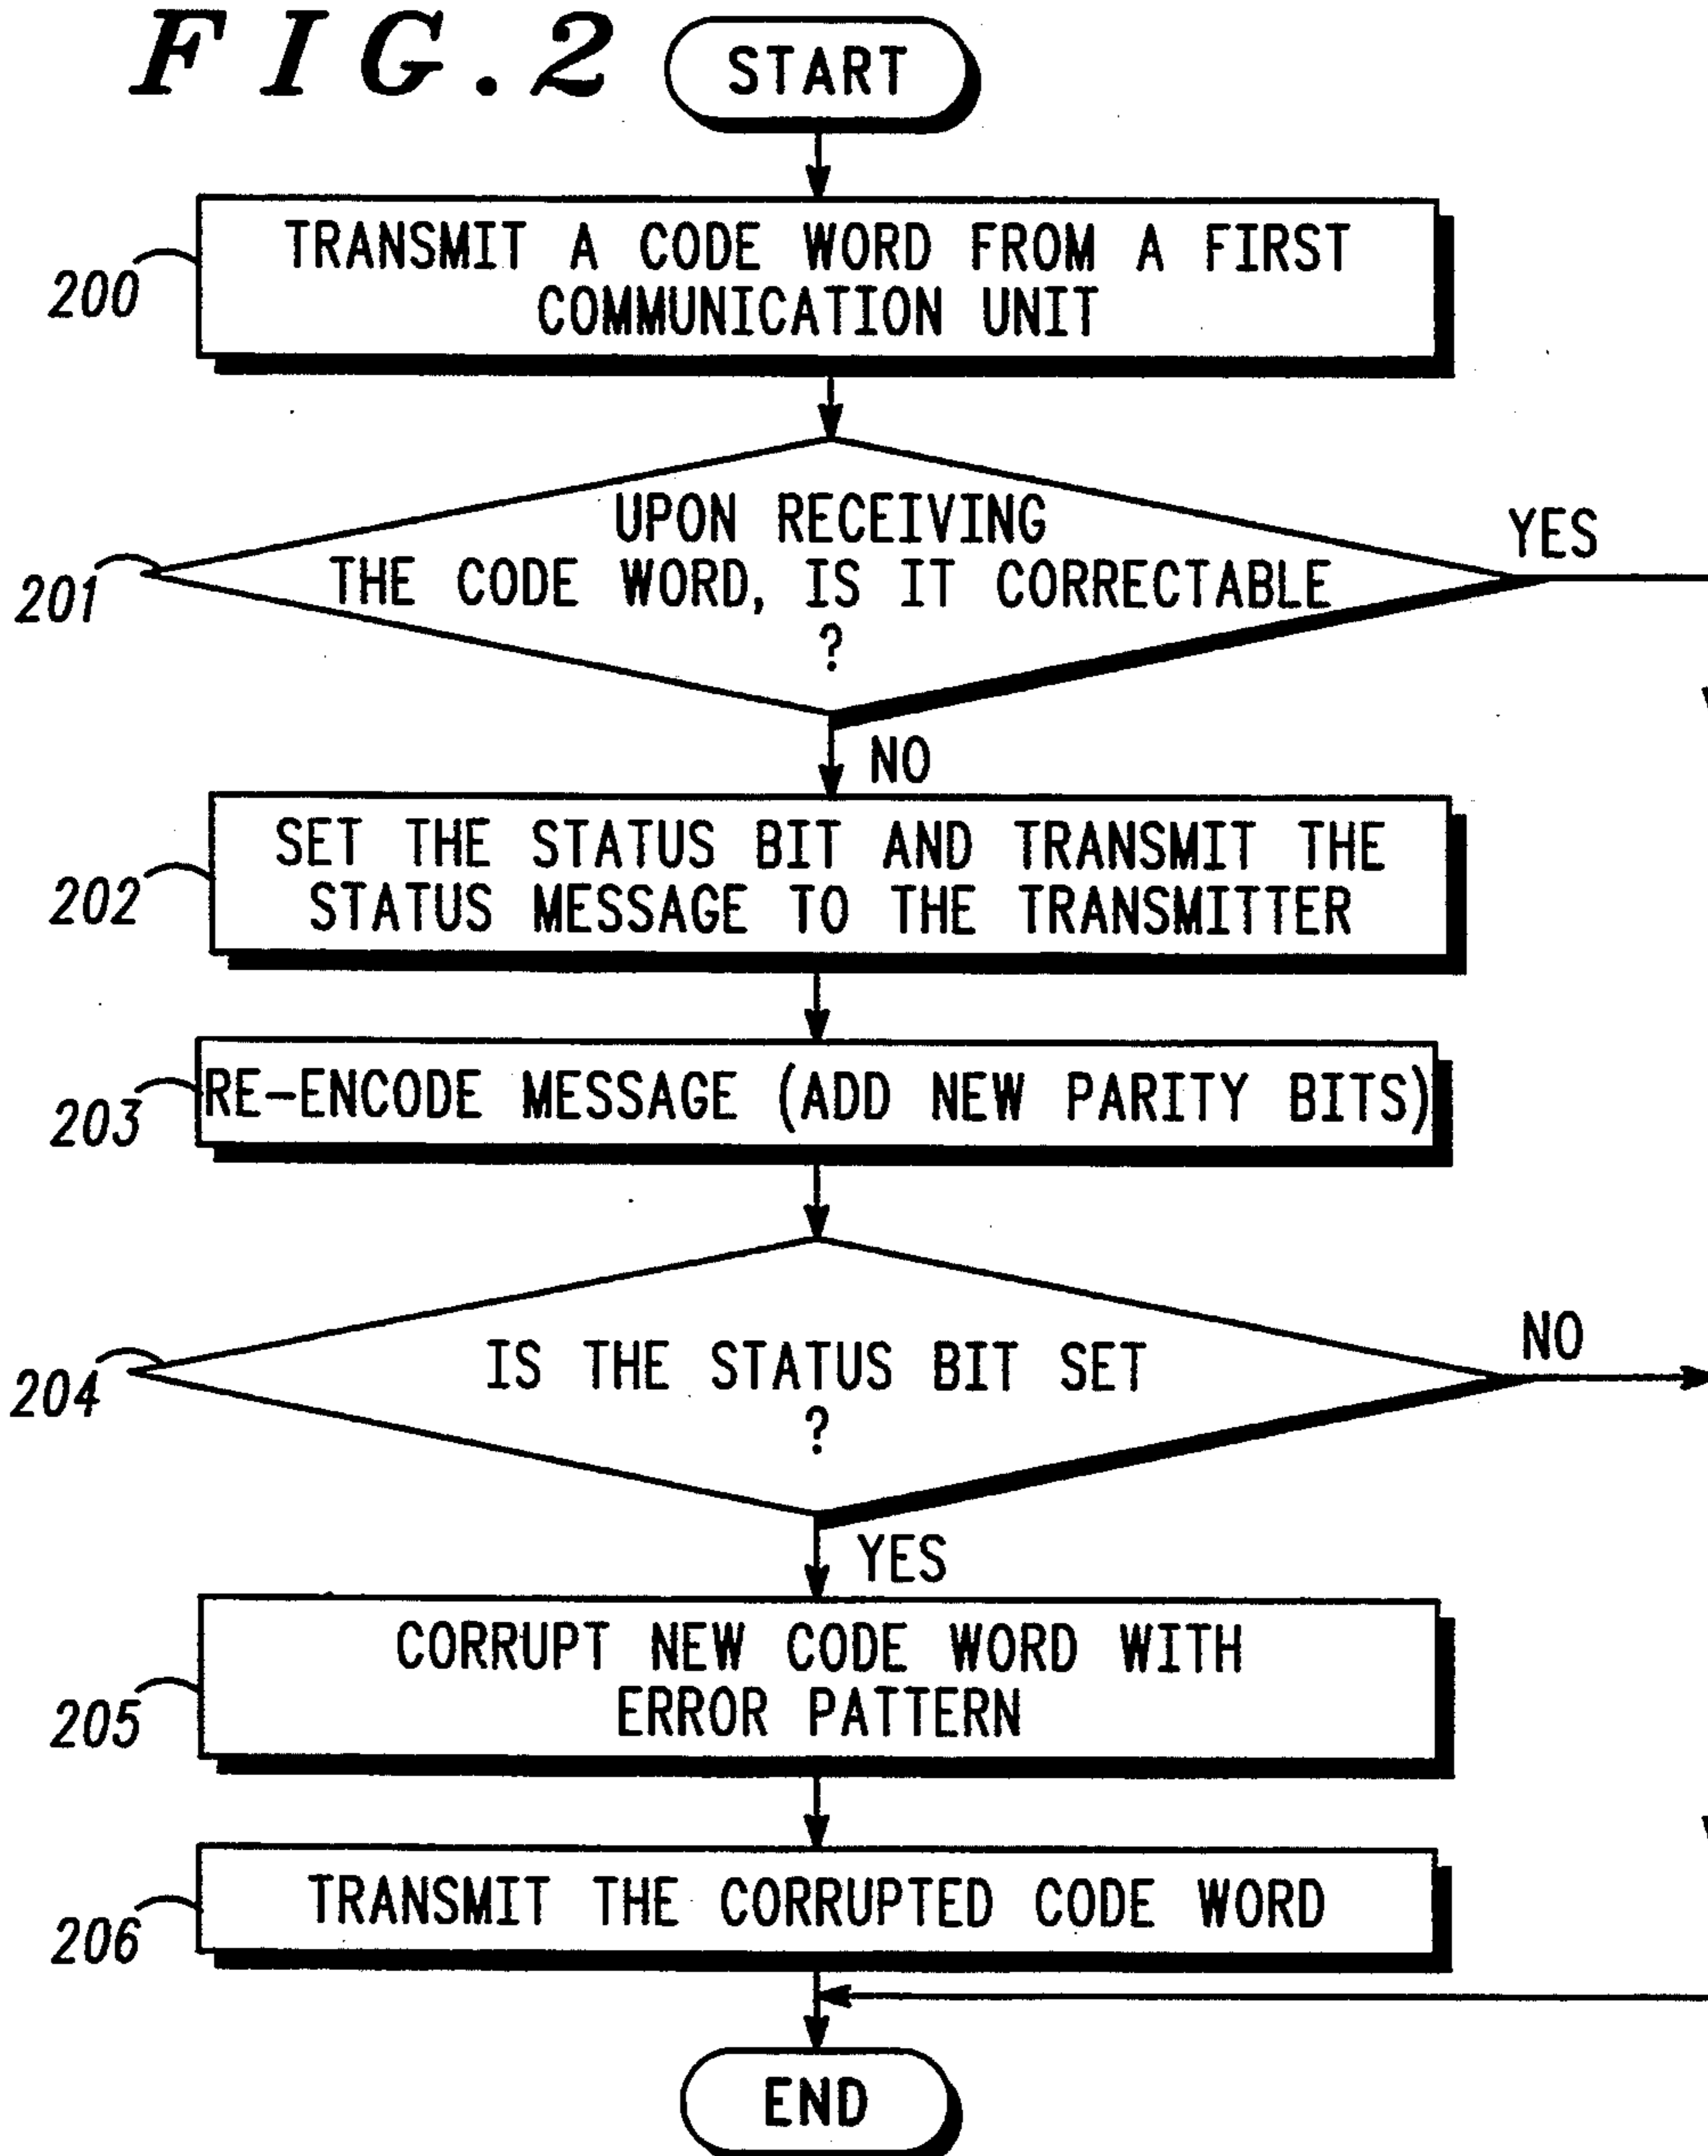 FIG.2
START
200
TRANSMIT A CODE WORD FROM A FIRST
COMMUNICATION UNIT
201
UPON RECEIVING
THE CODE WORD, IS IT CORRECTABLE
?
YES
NO
202
SET THE STATUS BIT AND TRANSMIT THE
STATUS MESSAGE TO THE TRANSMITTER
203
RE-ENCODE MESSAGE (ADD NEW PARITY BITS)
204
IS THE STATUS BIT SET
?
NO
YES
205
CORRUPT NEW CODE WORD WITH
ERROR PATTERN
206
TRANSMIT THE CORRUPTED CODE WORD
END